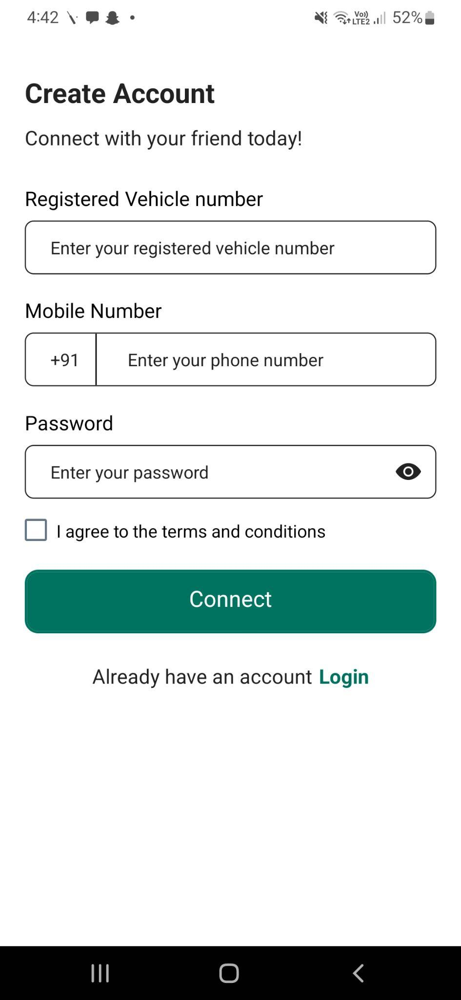 4:42
Vo)) LTE2 52%
Create Account
Connect with your friend today!
Registered Vehicle number
Enter your registered vehicle number
Mobile Number
+91 Enter your phone number
Password
Enter your password
I agree to the terms and conditions
Connect
Already have an account Login